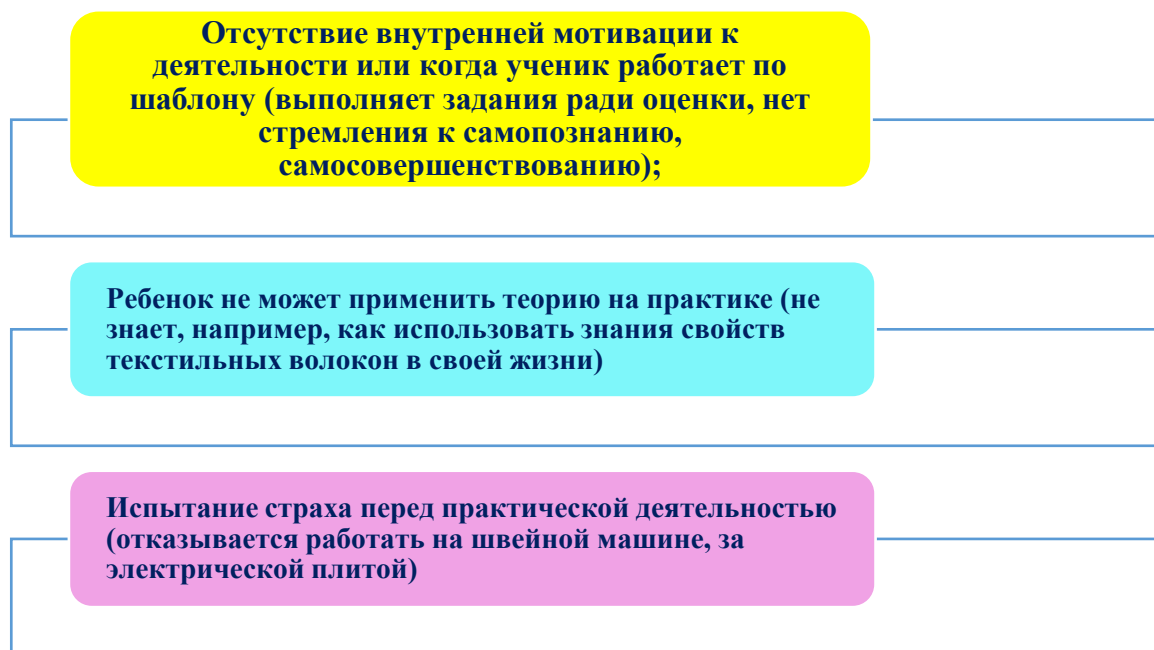 Отсутствие внутренней мотивации к
деятельности или когда ученик работает по
шаблону (выполняет задания ради оценки, нет
стремления к самопознанию,
самосовершенствованию);
Ребенок не может применить теорию на практике (не
знает, например, как использовать знания свойств
текстильных волокон в своей жизни)
Испытание страха перед практической деятельностью
(отказывается работать на швейной машине, за
электрической плитой)